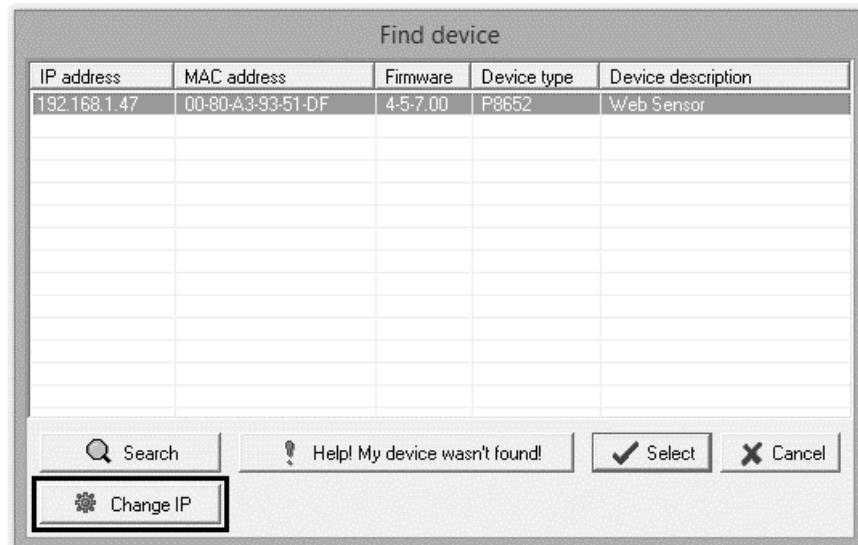 Find device
IP address MAC address Firmware Device type Device description
192.168.1.47 00-80-A3-93-51-DF 4-5-7.00 P8652 Web Sensor
Search Help! My device wasn't found! Select Cancel
Change IP